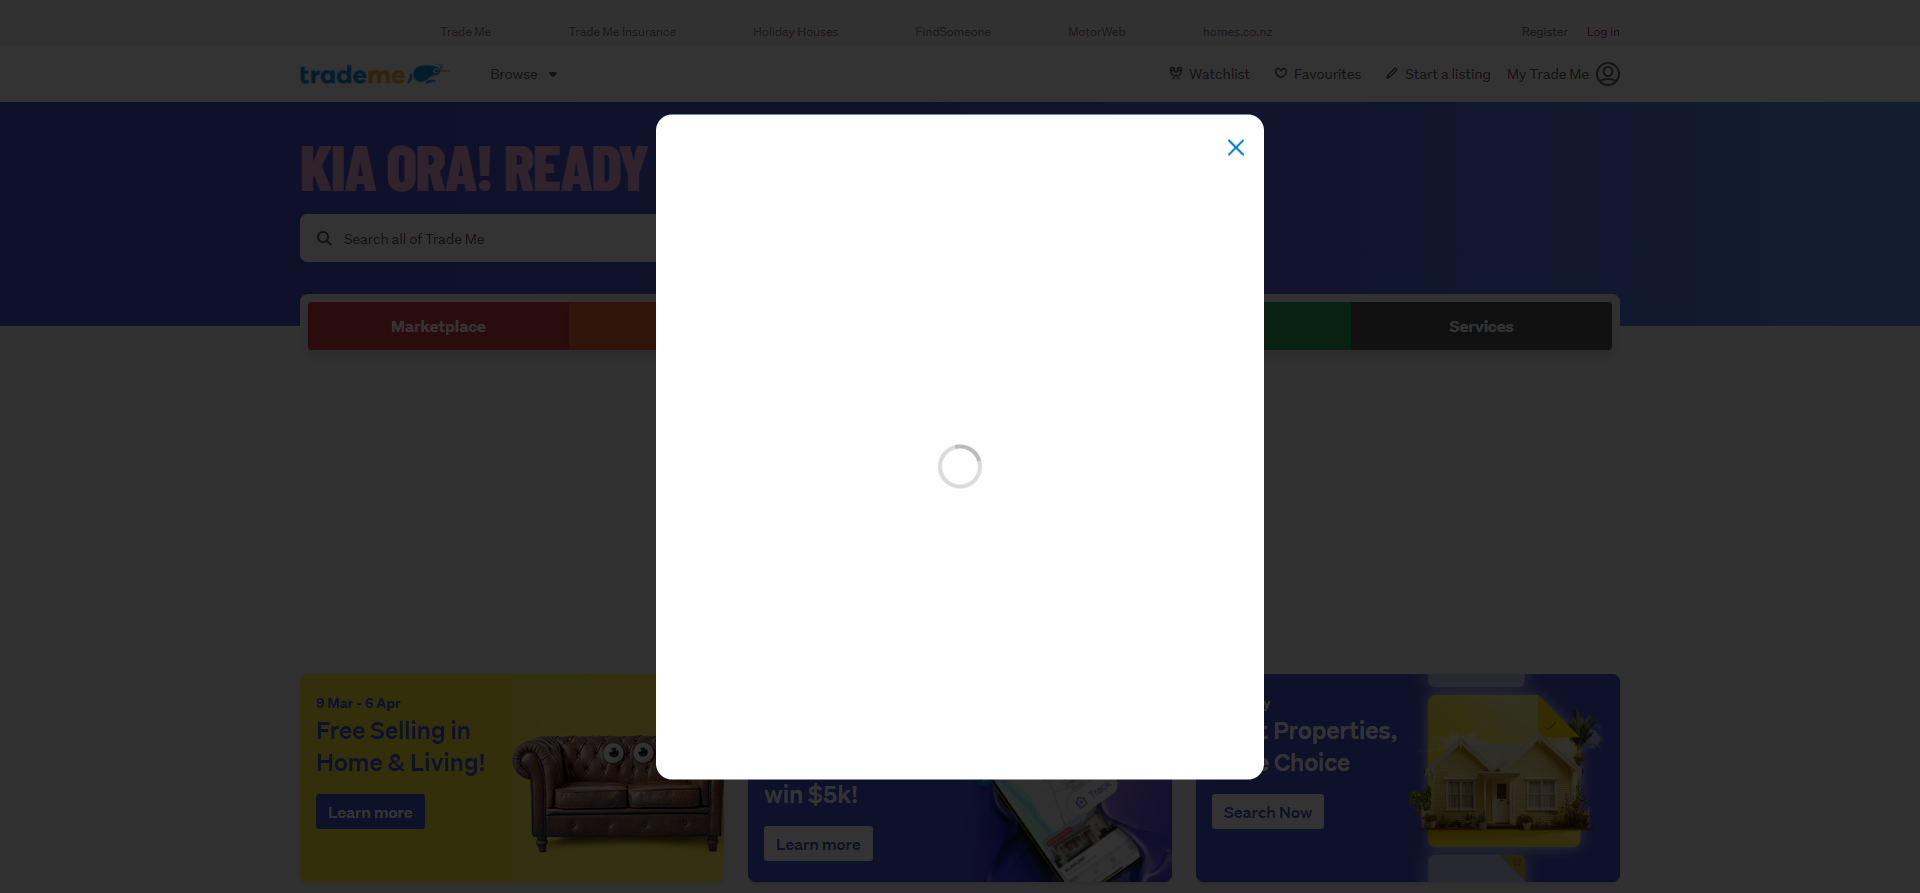 Trade Me
Trade Me Insurance
Holiday Houses
FindSomeone
MotorWeb
homes.co.nz
Register
Log in
trademe
Browse
Watchlist
Favourites
Start a listing
My Trade Me
KIA ORA! READY
Search all of Trade Me
Marketplace
Services
9 Mar - 6 Apr
Free Selling in
Home & Living!
Learn more
win $5k!
Learn more
Properties,
Choice
Search Now